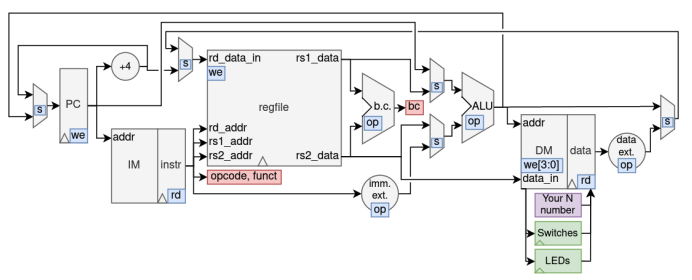 +4
s
rd_data_in
rs1_data
we
s
b.c.
bc
ALU
s
s
PC
we
regfile
op
op
addr
addr
data
IM
instr
rd_addr
rs1_addr
rs2_addr
rs2_data
s
DM
we[3:0]
data
ext.
op
rd
opcode, funct
data_in
rd
imm.
ext.
op
Your N
number
Switches
LEDs